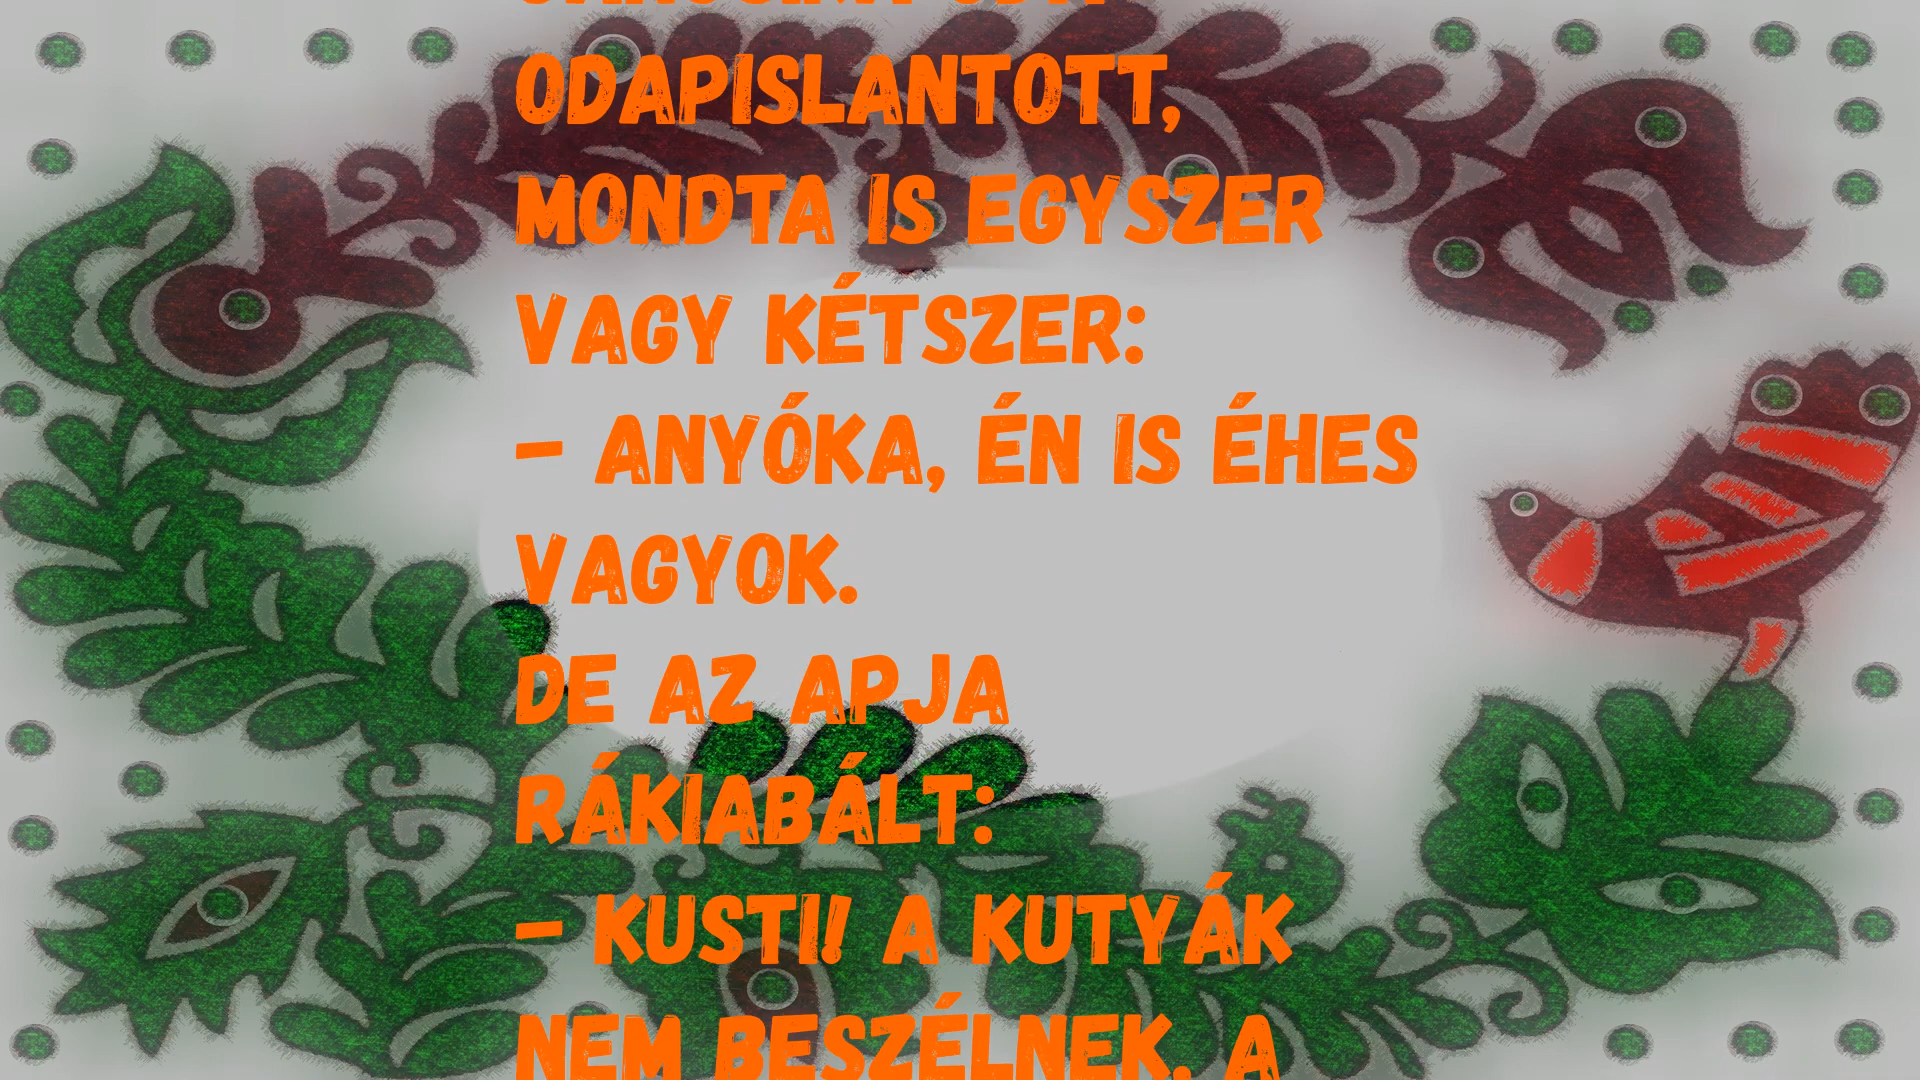 ODAPISLANTOTT,
MONDTA IS EGYSZER
VAGY KÉTSZER:
- ANYÓKA, ÉN IS ÉHES
VAGYOK.
DE AZ APJA
RÁKIABÁLT:
- KUSTI! A KUTYÁK
NEM BESZÉLNEK. A